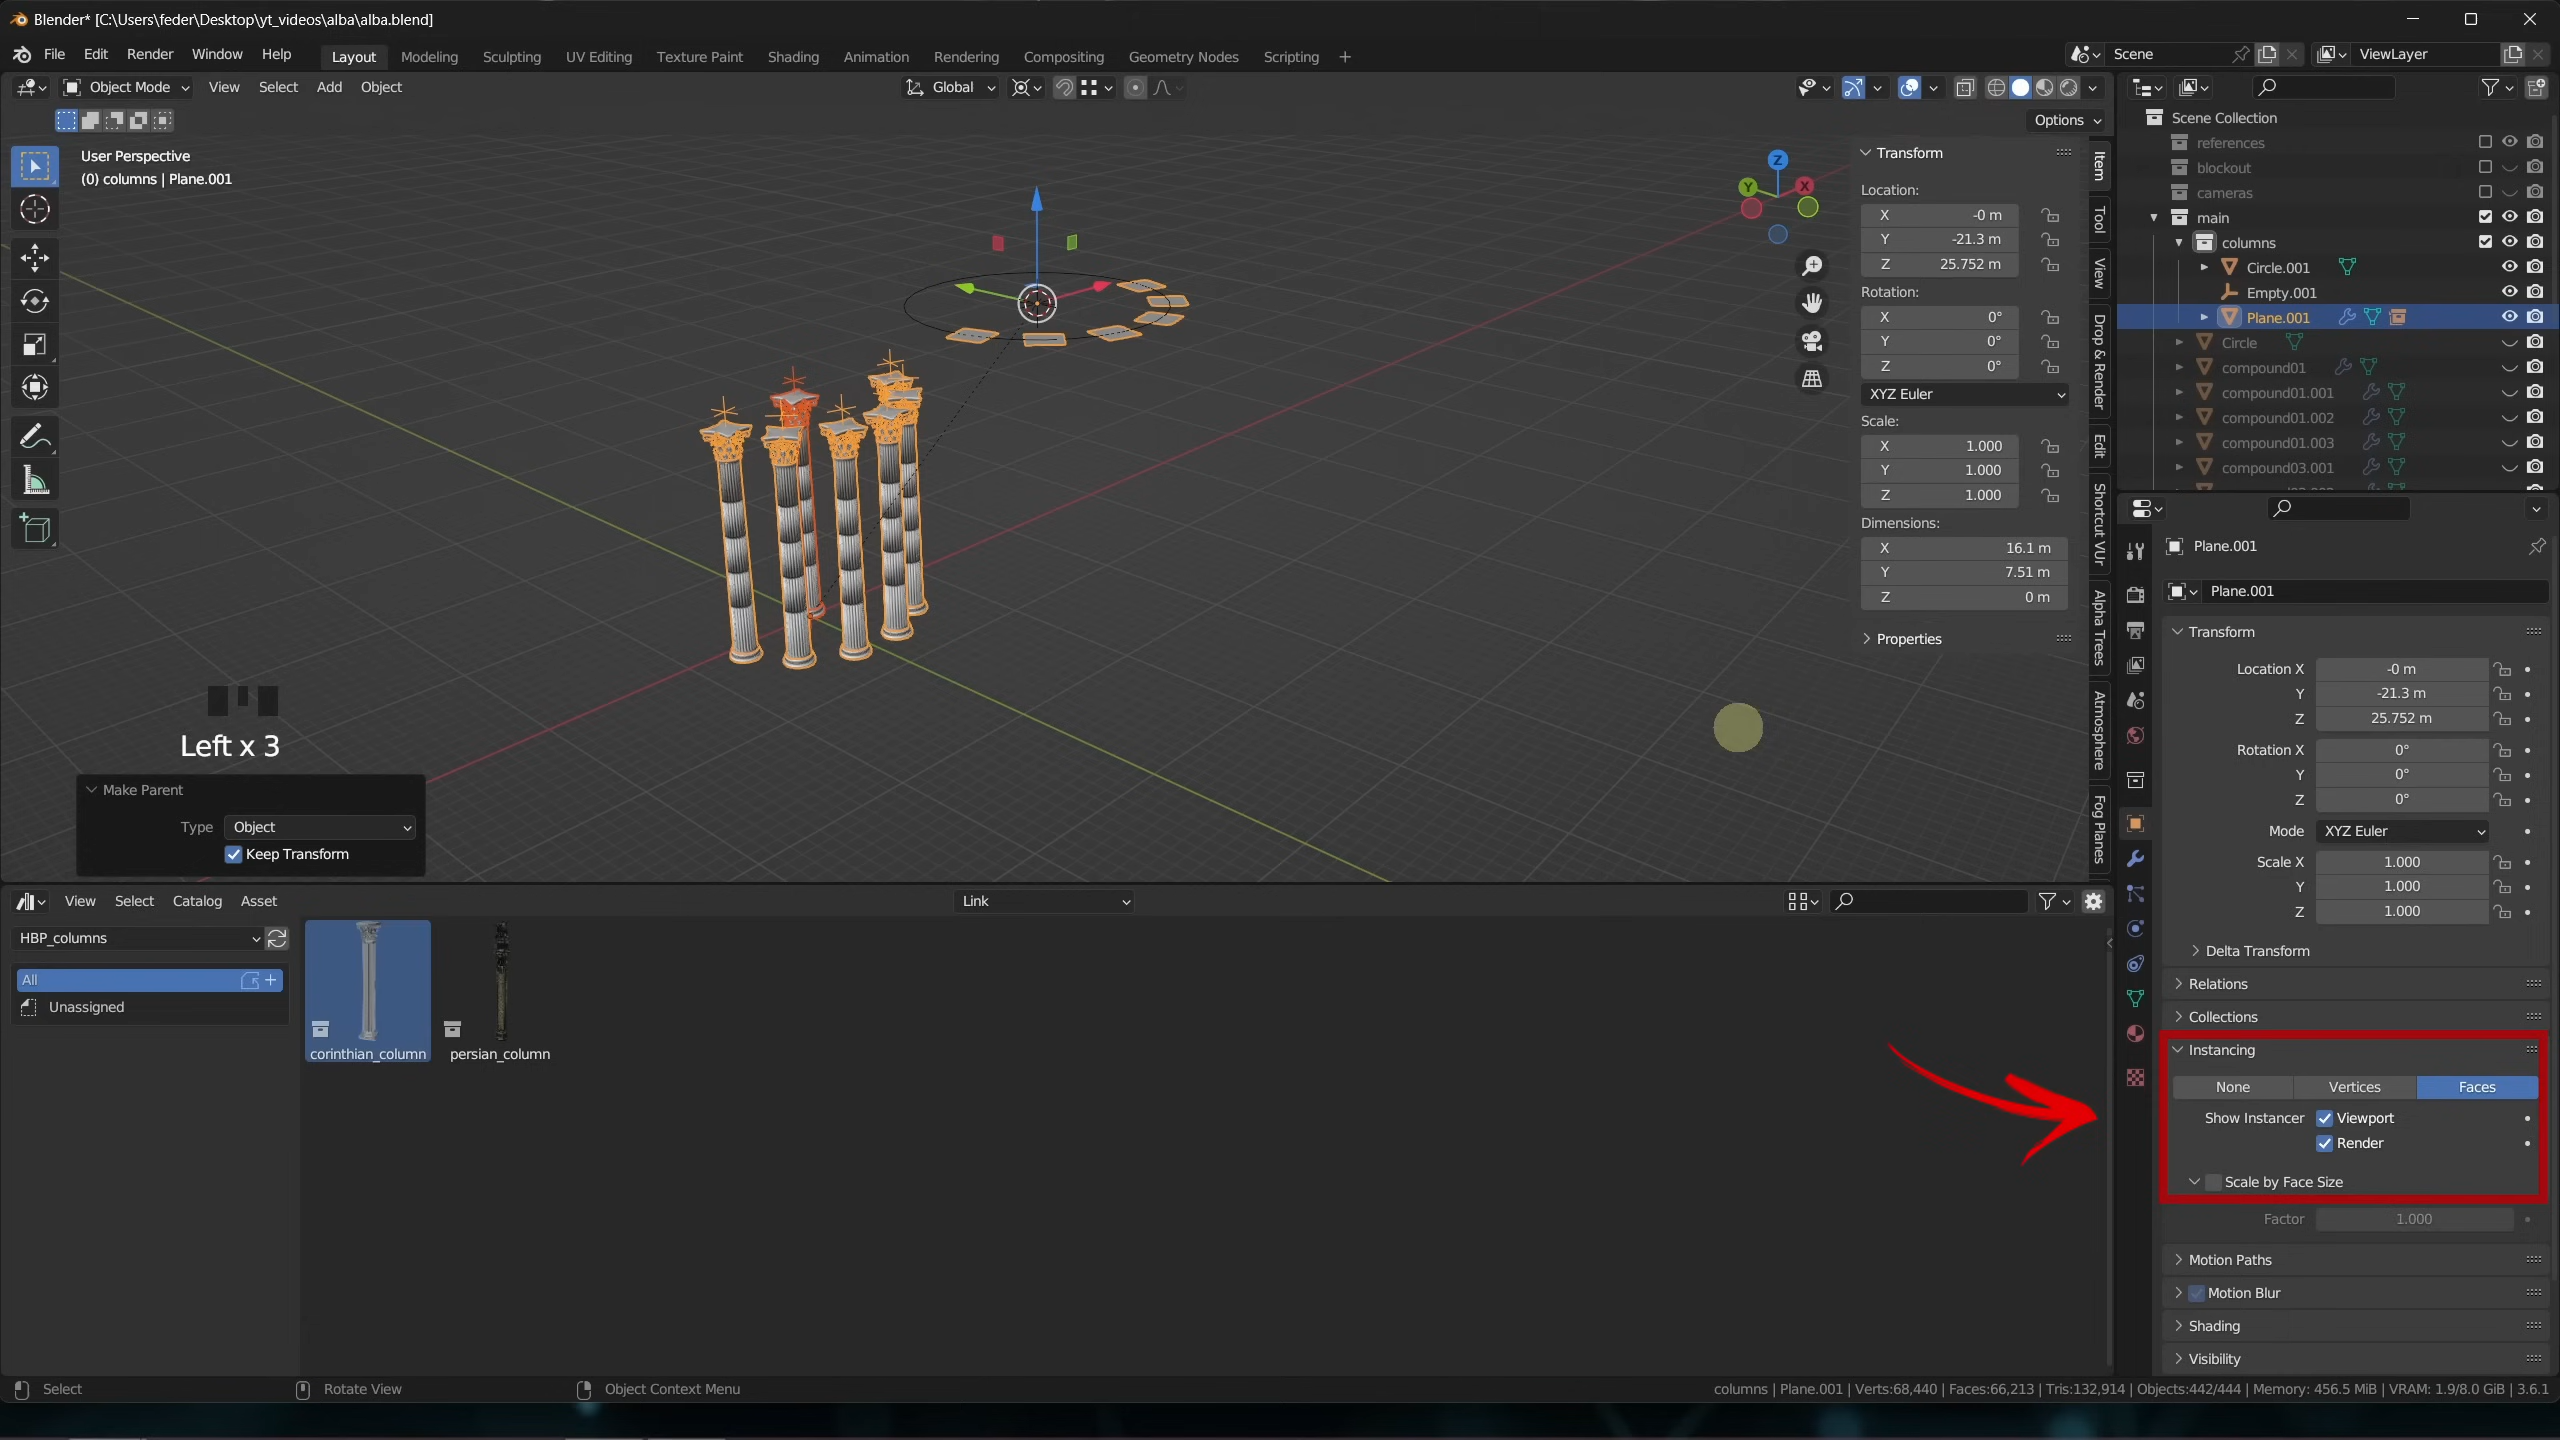 Blender* [C:\Users\feder\Desktop\yt_videos\alba\alba.blend]
File Edit Render Window Help Layout Modeling Sculpting UV Editing Texture Paint Shading Animation Rendering Compositing Geometry Nodes Scripting + Scene ViewLayer
Object Mode View Select Add Object Global
Options
User Perspective
(0) columns | Plane.001
Z
Y
X
Transform
Location:
X -0 m
Y -21.3 m
Z 25.752 m
Rotation:
X 0°
Y 0°
Z 0°
XYZ Euler
Scale:
X 1.000
Y 1.000
Z 1.000
Dimensions:
X 16.1 m
Y 7.51 m
Z 0 m
Properties
Item
Tool
View
Drop & Render
Edit
Shortcut VUr
Alpha Trees
Atmosphere
Fog Planes
Left x 3
Make Parent
Type Object
Keep Transform
Scene Collection
references
blockout
cameras
main
columns
Circle.001
Empty.001
Plane.001
Circle
compound01
compound01.001
compound01.002
compound01.003
compound03.001
Plane.001
Plane.001
Transform
Location X -0 m
Y -21.3 m
Z 25.752 m
Rotation X 0°
Y 0°
Z 0°
Mode XYZ Euler
Scale X 1.000
Y 1.000
Z 1.000
Delta Transform
Relations
Collections
Instancing
None Vertices Faces
Show Instancer Viewport
Render
Scale by Face Size
Factor 1.000
Motion Paths
Motion Blur
Shading
Visibility
View Select Catalog Asset Link
HBP_columns
All
Unassigned
corinthian_column persian_column
Select Rotate View Object Context Menu
columns | Plane.001 | Verts:68,440 | Faces:66,213 | Tris:132,914 | Objects:442/444 | Memory: 456.5 MiB | VRAM: 1.9/8.0 GiB | 3.6.1